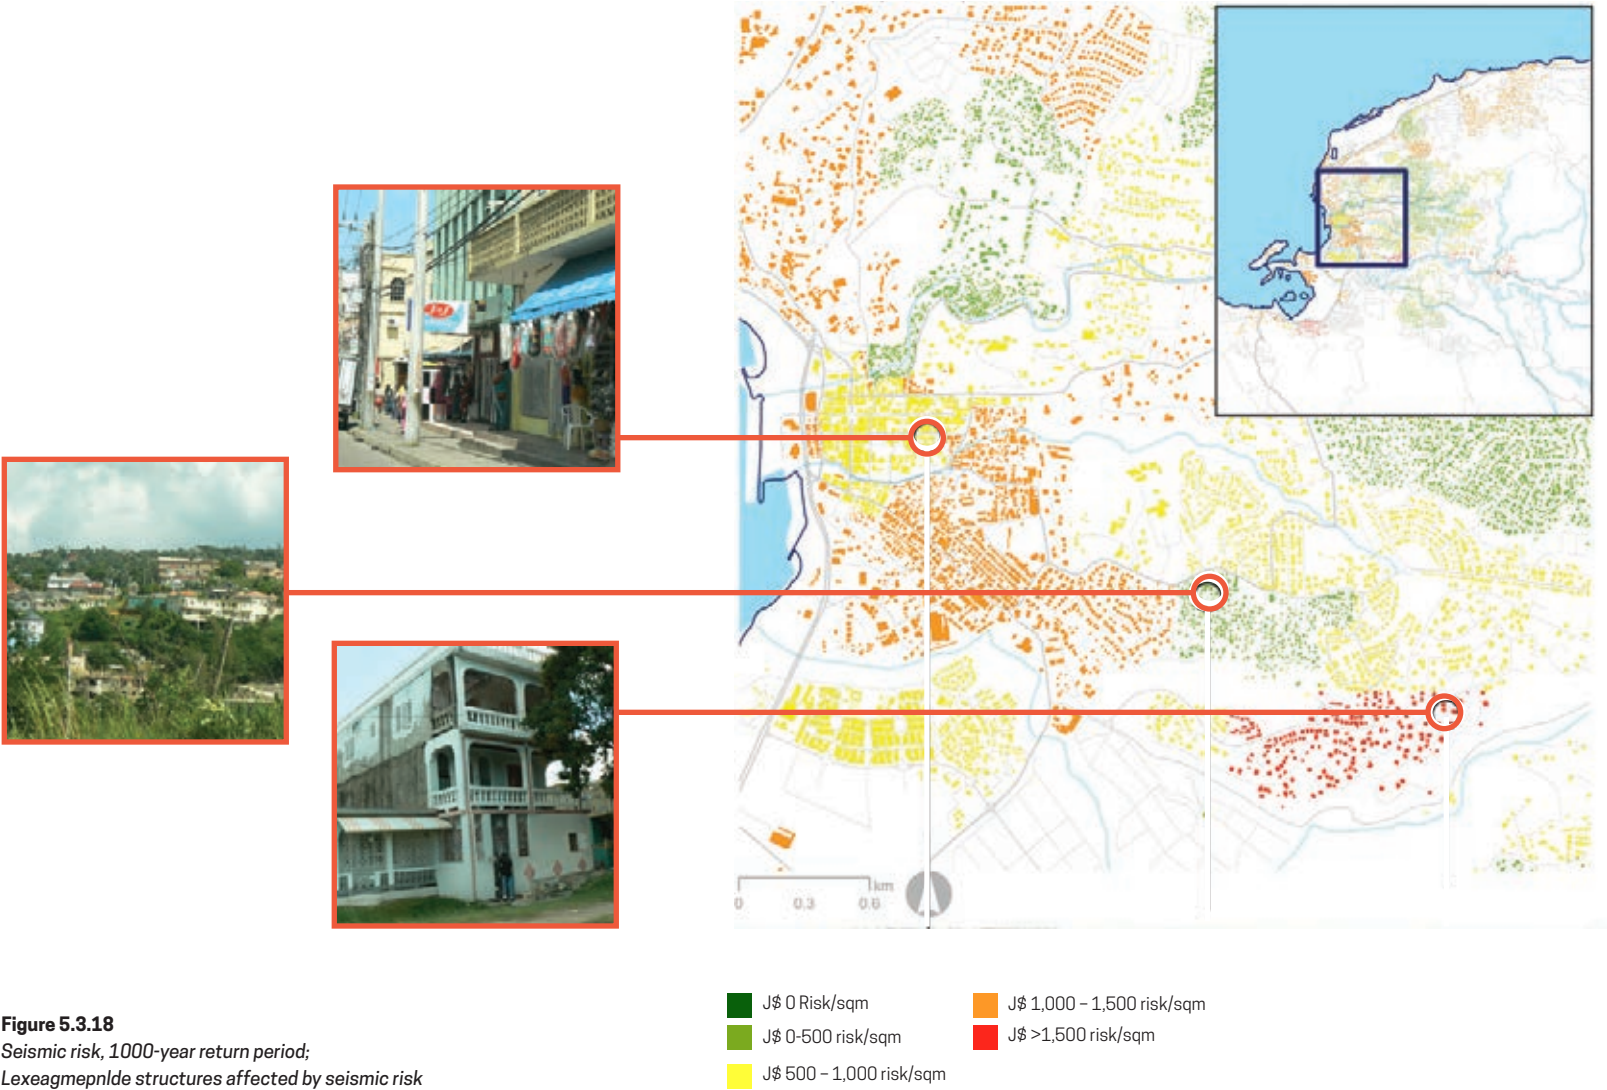 km
0 0.3 0.6
J$ 0 Risk/sqm
J$ 0-500 risk/sqm
J$ 500 – 1,000 risk/sqm
J$ 1,000 – 1,500 risk/sqm
J$ >1,500 risk/sqm
Figure 5.3.18
Seismic risk, 1000-year return period;
Lexeagmepnlde structures affected by seismic risk